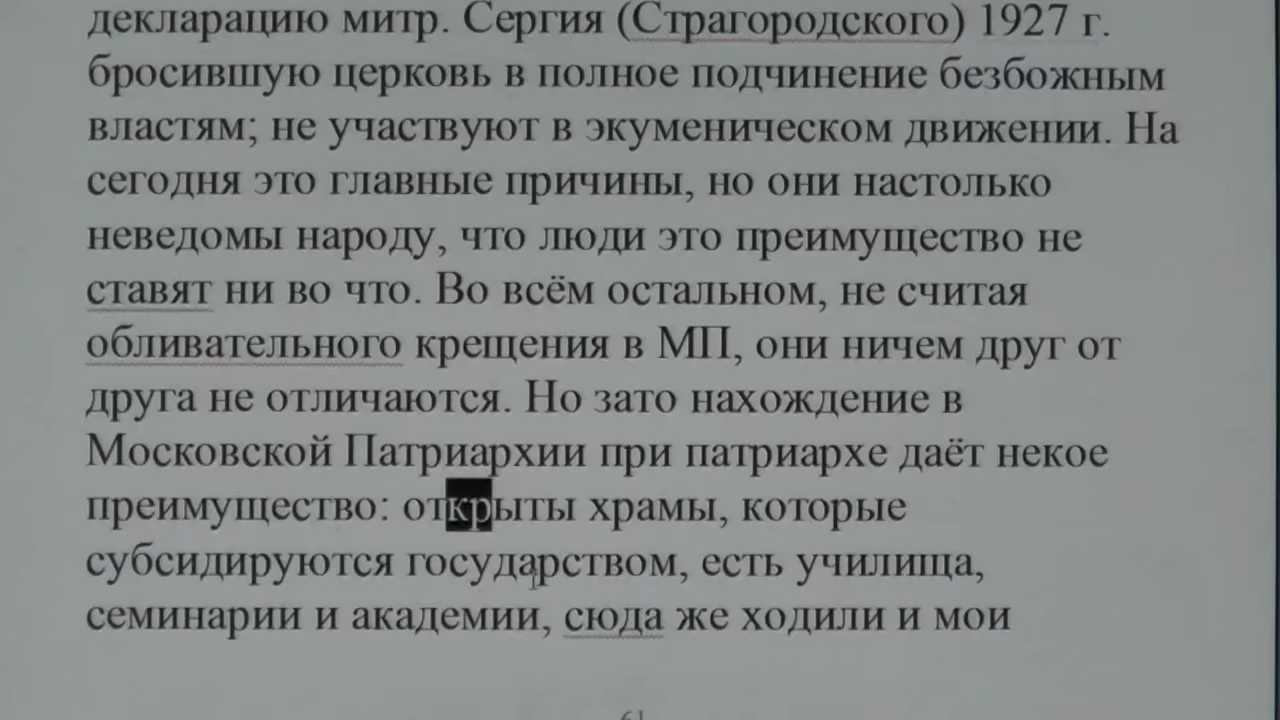 декларацию митр. Сергия (Страгородского) 1927 г.
бросившую церковь в полное подчинение безбожным
властям; не участвуют в экуменическом движении. На
сегодня это главные причины, но они настолько
неведомы народу, что люди это преимущество не
ставят ни во что. Во всём остальном, не считая
обливательного крещения в МП, они ничем друг от
друга не отличаются. Но зато нахождение в
Московской Патриархии при патриархе даёт некое
преимущество: открыты храмы, которые
субсидируются государством, есть училища,
семинарии и академии, сюда же ходили и мои
61